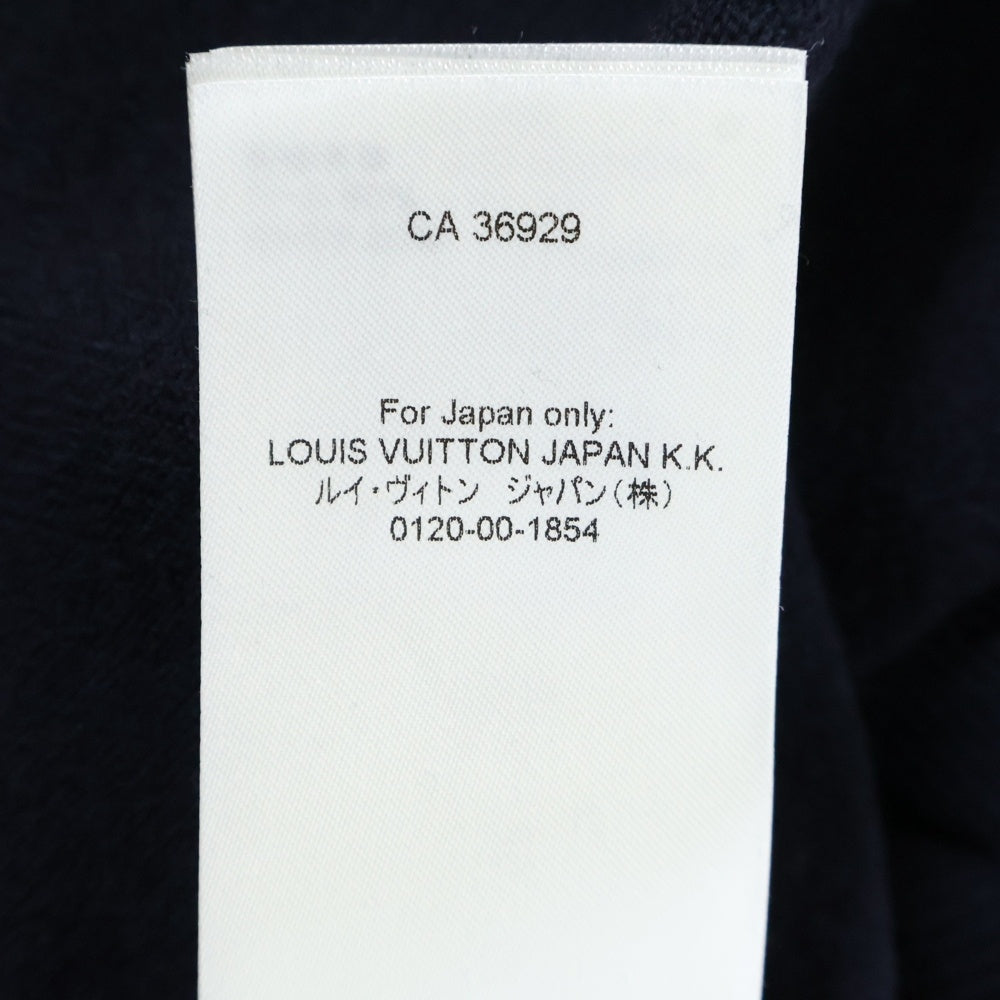 CA 36929
For Japan only:
LOUIS VUITTON JAPAN K.K.
ルイ・ヴィトン ジャパン(株)
0120-00-1854